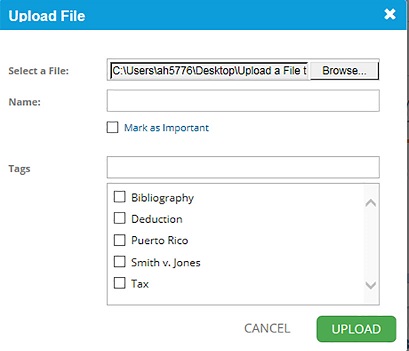 Upload File
Select a File: C:\Users\ah5776\Desktop\Upload a File t Browse...
Name:
Mark as Important
Tags
Bibliography
Deduction
Puerto Rico
Smith v. Jones
Tax
CANCEL UPLOAD